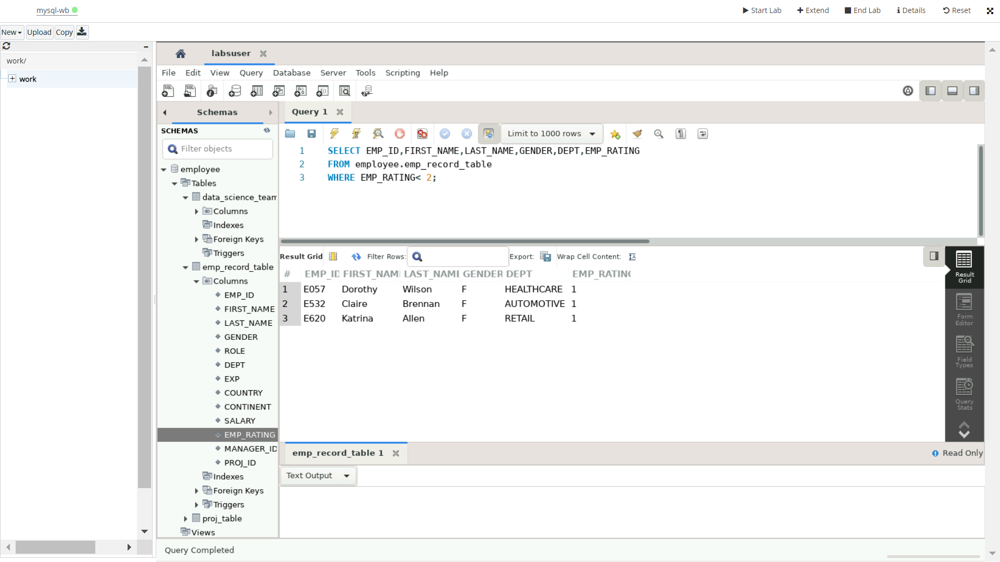 mysql-wb
Start Lab Extend End Lab Details Reset
New Upload Copy
work/
work
labsuser
File Edit View Query Database Server Tools Scripting Help
Schemas
Query 1
SCHEMAS
Filter objects
Limit to 1000 rows
employee
Tables
data_science_team
Columns
Indexes
Foreign Keys
Triggers
emp_record_table
Columns
EMP_ID
FIRST_NAME
LAST_NAME
GENDER
ROLE
DEPT
EXP
COUNTRY
CONTINENT
SALARY
EMP_RATING
MANAGER_ID
PROJ_ID
Indexes
Foreign Keys
Triggers
proj_table
Views
1 SELECT EMP_ID,FIRST_NAME,LAST_NAME,GENDER,DEPT,EMP_RATING
2 FROM employee.emp_record_table
3 WHERE EMP_RATING< 2;
Result Grid Filter Rows: Export: Wrap Cell Content:
# EMP_ID FIRST_NAM LAST_NAME GENDER DEPT EMP_RATING
1 E057 Dorothy Wilson F HEALTHCARE 1
2 E532 Claire Brennan F AUTOMOTIVE 1
3 E620 Katrina Allen F RETAIL 1
Result
Grid
Form
Editor
Field
Types
Query
Stats
emp_record_table 1
Read Only
Text Output
Query Completed